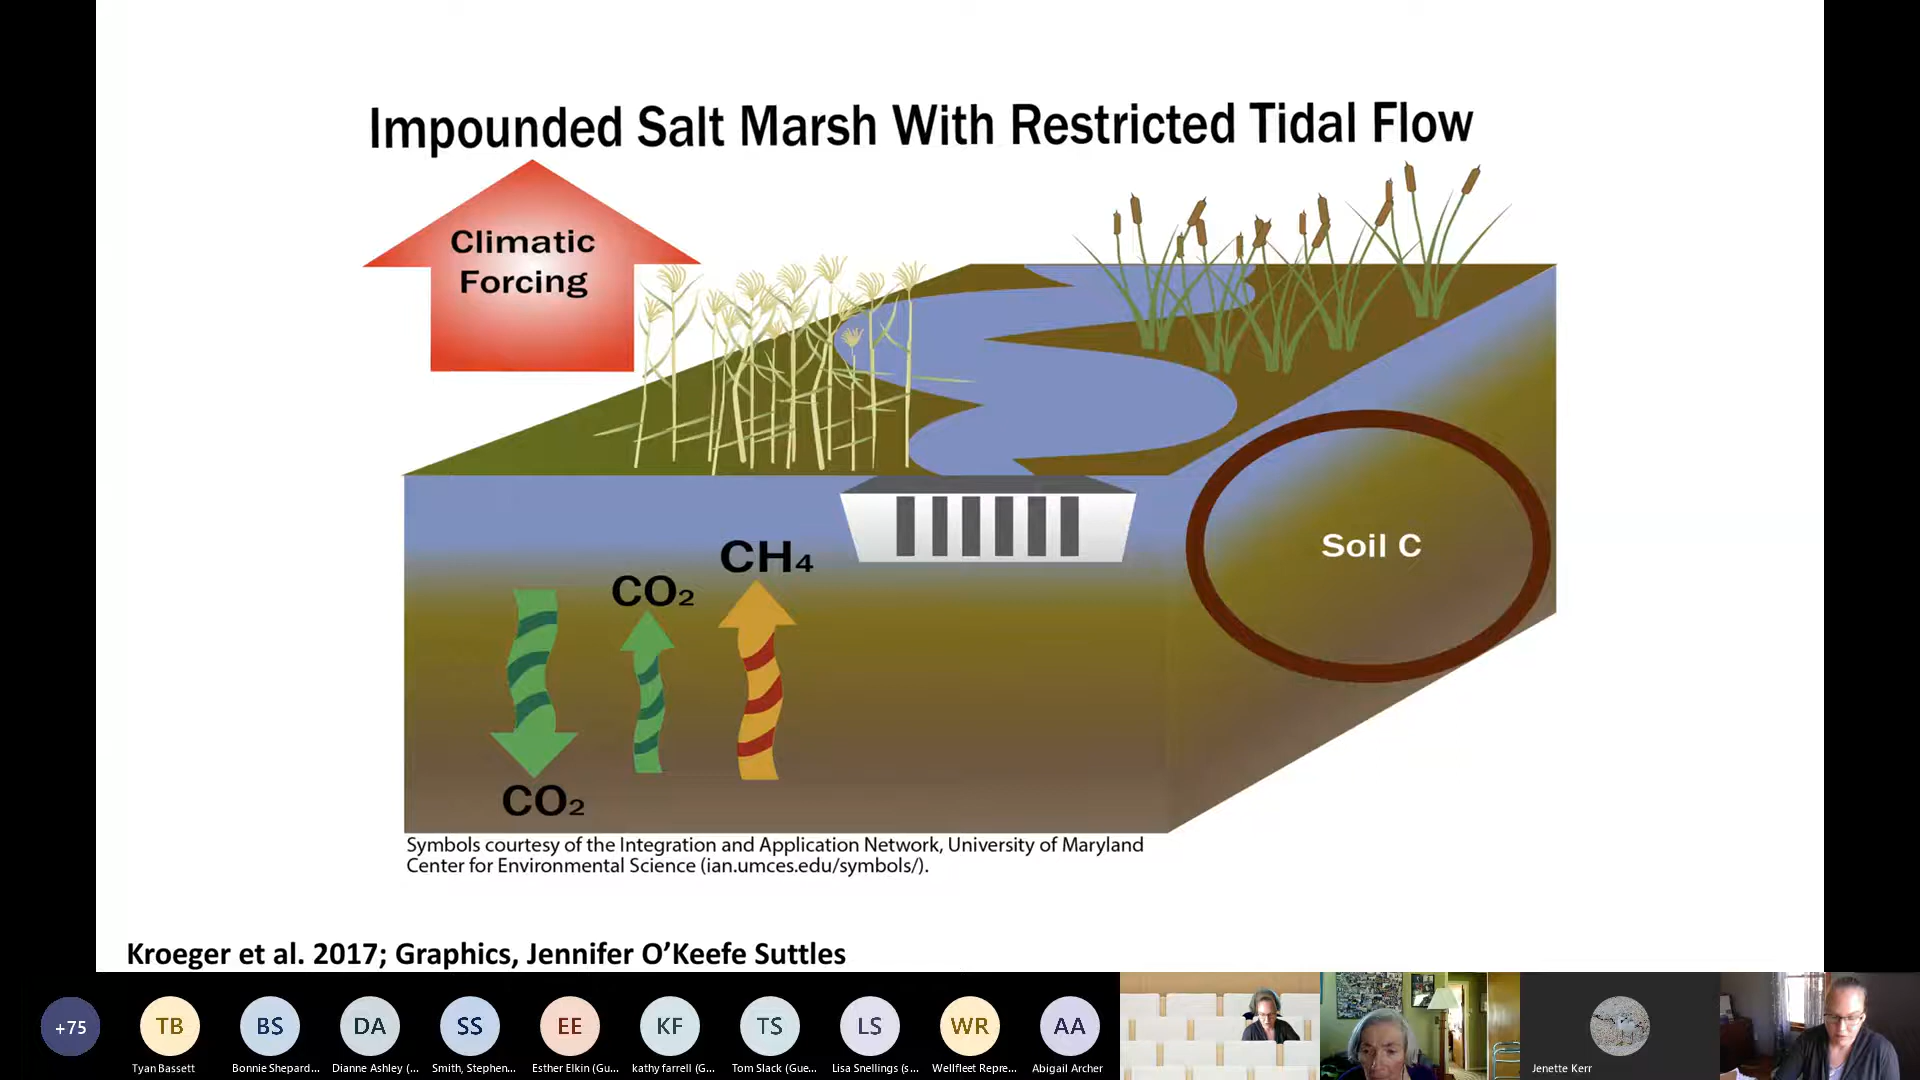 Impounded Salt Marsh With Restricted Tidal Flow
Climatic
Forcing
Soil C
CH₄
CO₂
CO₂
Symbols courtesy of the Integration and Application Network, University of Maryland
Center for Environmental Science (ian.umces.edu/symbols/).
Kroeger et al. 2017; Graphics, Jennifer O’Keefe Suttles
+75
TB
BS
DA
SS
EE
KF
TS
LS
WR
AA
Tyan Bassett
Bonnie Shepard...
Dianne Ashley (...
Smith, Stephen...
Esther Elkin (Gu...
kathy farrell (G...
Tom Slack (Gue...
Lisa Snellings (s...
Wellfleet Repre...
Abigail Archer
Jenette Kerr